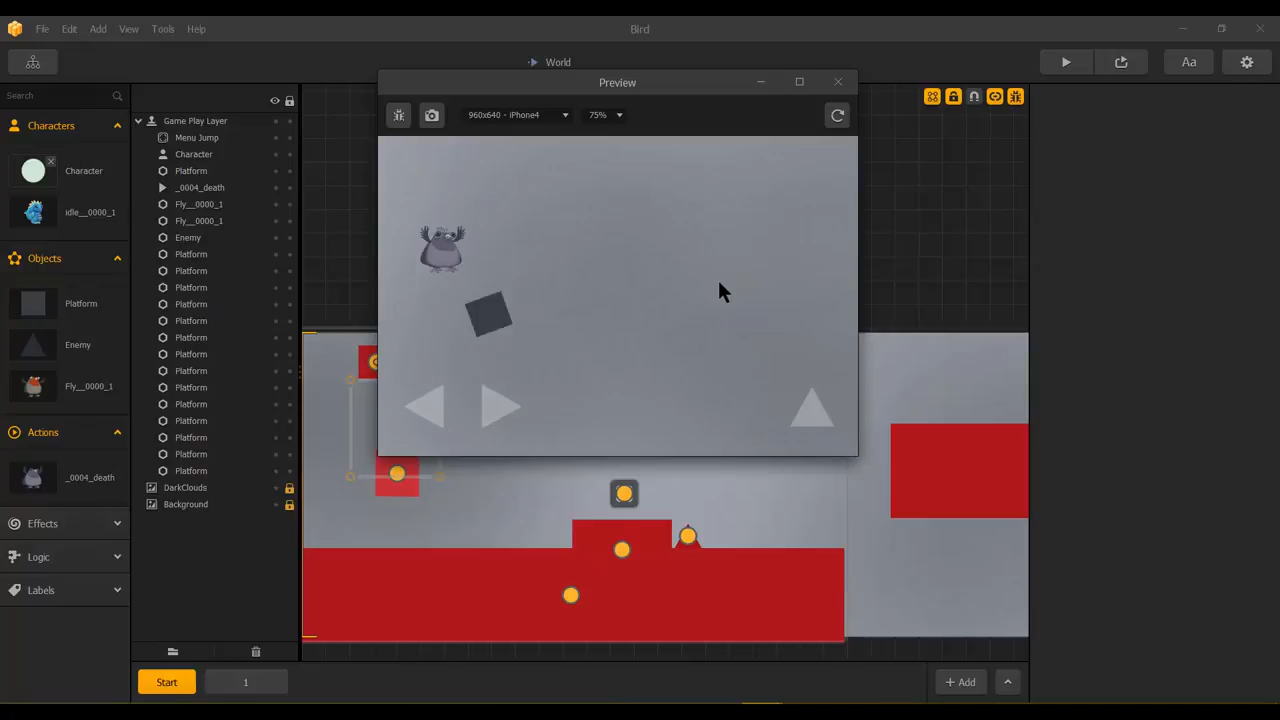 File Edit Add View Tools Help
Bird
World
Aa
Preview
960x640 - iPhone4
75%
Search
Characters
Character
idle__0000_1
Objects
Platform
Enemy
Fly__0000_1
Actions
_0004_death
Effects
Logic
Labels
Game Play Layer
Menu Jump
Character
Platform
_0004_death
Fly__0000_1
Fly__0000_1
Enemy
Platform
Platform
Platform
Platform
Platform
Platform
Platform
Platform
Platform
Platform
Platform
Platform
Platform
Platform
DarkClouds
Background
Start
1
Add